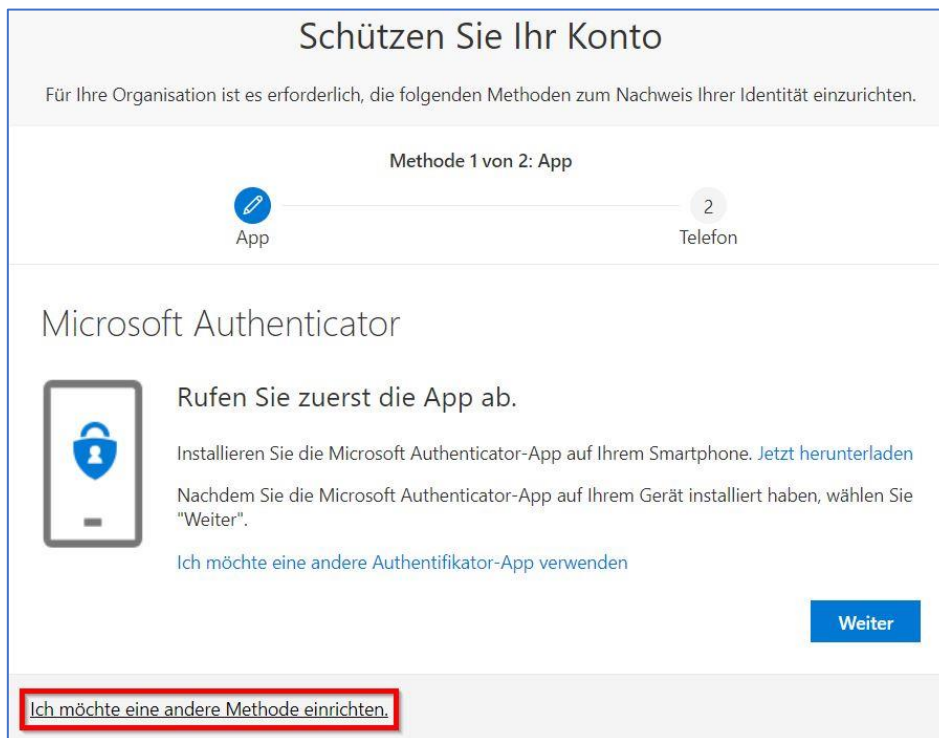 Schützen Sie Ihr Konto
Für Ihre Organisation ist es erforderlich, die folgenden Methoden zum Nachweis Ihrer Identität einzurichten.
Methode 1 von 2: App
2
App
Telefon
Microsoft Authenticator
Rufen Sie zuerst die App ab.
Installieren Sie die Microsoft Authenticator-App auf Ihrem Smartphone. Jetzt herunterladen
Nachdem Sie die Microsoft Authenticator-App auf Ihrem Gerät installiert haben, wählen Sie
"Weiter".
Ich möchte eine andere Authentifikator-App verwenden
Weiter
Ich möchte eine andere Methode einrichten.